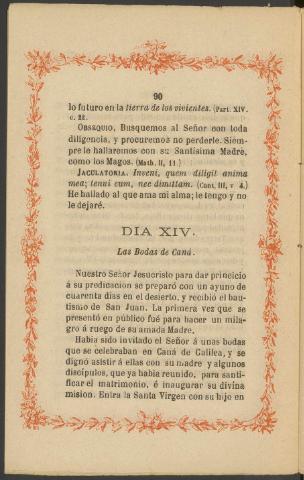 90
lo futuro en la tierra de los vivientes. (Part. XIV.
c. 22.
OBSEQUIO, Busquemos al Señor con toda
diligencia, y procuremos no perderle. Siem-
pre le hallaremos con su Santísima Madre,
como los Magos. (Math. II, 11.)
JACULATORIA. Inveni, quem diligit anima
mea; tenui eum, nec dimittam. (Cant, III, v 4.)
He hallado al que ama mi alma; le tengo y no
le dejaré.
DIA XIV.
Las Bodas de Caná.
Nuestro Señor Jesucristo para dar principio
á su predicacion se preparó con un ayuno de
cuarenta dias en el desierto, y recibió el bau-
tismo de San Juan. La primera vez que se
presentó en público fué para hacer un mila-
gro á ruego de su amada Madre.
Habia sido invitado el Señor á unas bodas
que se celebraban en Caná de Galilea, y se
dignó asistir á ellas con su madre y algunos
discípulos, que ya habia reunido, para santi-
ficar el matrimonio, é inaugurar su divina
mision. Entra la Santa Virgen con su hijo en